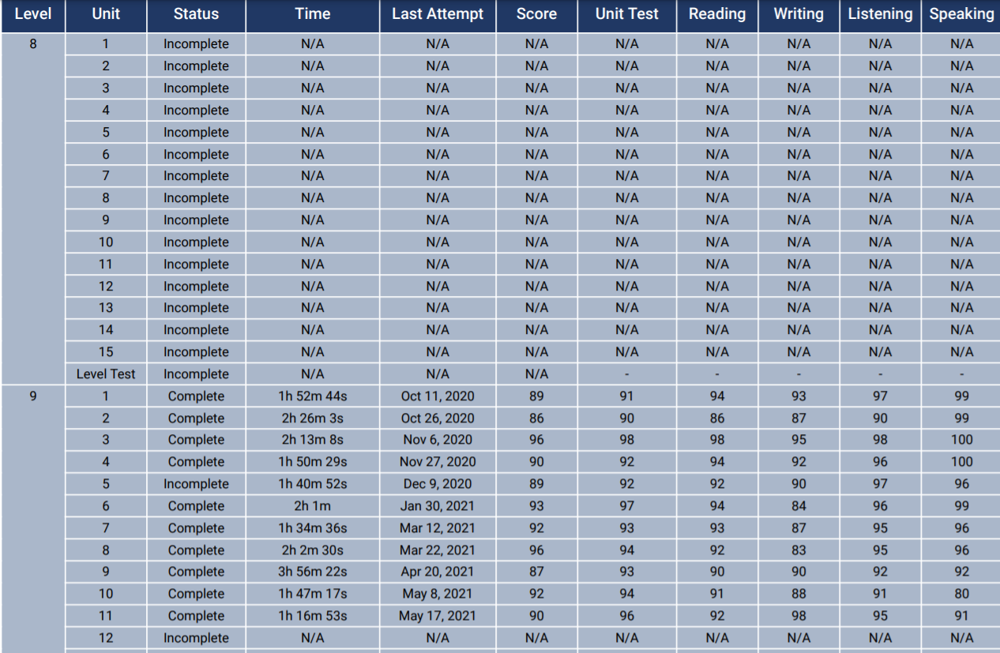 Level Unit Status Time Last Attempt Score Unit Test Reading Writing Listening Speaking
8 1 Incomplete N/A N/A N/A N/A N/A N/A N/A N/A
2 Incomplete N/A N/A N/A N/A N/A N/A N/A N/A
3 Incomplete N/A N/A N/A N/A N/A N/A N/A N/A
4 Incomplete N/A N/A N/A N/A N/A N/A N/A N/A
5 Incomplete N/A N/A N/A N/A N/A N/A N/A N/A
6 Incomplete N/A N/A N/A N/A N/A N/A N/A N/A
7 Incomplete N/A N/A N/A N/A N/A N/A N/A N/A
8 Incomplete N/A N/A N/A N/A N/A N/A N/A N/A
9 Incomplete N/A N/A N/A N/A N/A N/A N/A N/A
10 Incomplete N/A N/A N/A N/A N/A N/A N/A N/A
11 Incomplete N/A N/A N/A N/A N/A N/A N/A N/A
12 Incomplete N/A N/A N/A N/A N/A N/A N/A N/A
13 Incomplete N/A N/A N/A N/A N/A N/A N/A N/A
14 Incomplete N/A N/A N/A N/A N/A N/A N/A N/A
15 Incomplete N/A N/A N/A N/A N/A N/A N/A N/A
Level Test Incomplete N/A N/A N/A - - - - -
9 1 Complete 1h 52m 44s Oct 11, 2020 89 91 94 93 97 99
2 Complete 2h 26m 3s Oct 26, 2020 86 90 86 87 90 99
3 Complete 2h 13m 8s Nov 6, 2020 96 98 98 95 98 100
4 Complete 1h 50m 29s Nov 27, 2020 90 92 94 92 96 100
5 Incomplete 1h 40m 52s Dec 9, 2020 89 92 92 90 97 96
6 Complete 2h 1m Jan 30, 2021 93 97 94 84 96 99
7 Complete 1h 34m 36s Mar 12, 2021 92 93 93 87 95 96
8 Complete 2h 2m 30s Mar 22, 2021 96 94 92 83 95 96
9 Complete 3h 56m 22s Apr 20, 2021 87 93 90 90 92 92
10 Complete 1h 47m 17s May 8, 2021 92 94 91 88 91 80
11 Complete 1h 16m 53s May 17, 2021 90 96 92 98 95 91
12 Incomplete N/A N/A N/A N/A N/A N/A N/A N/A